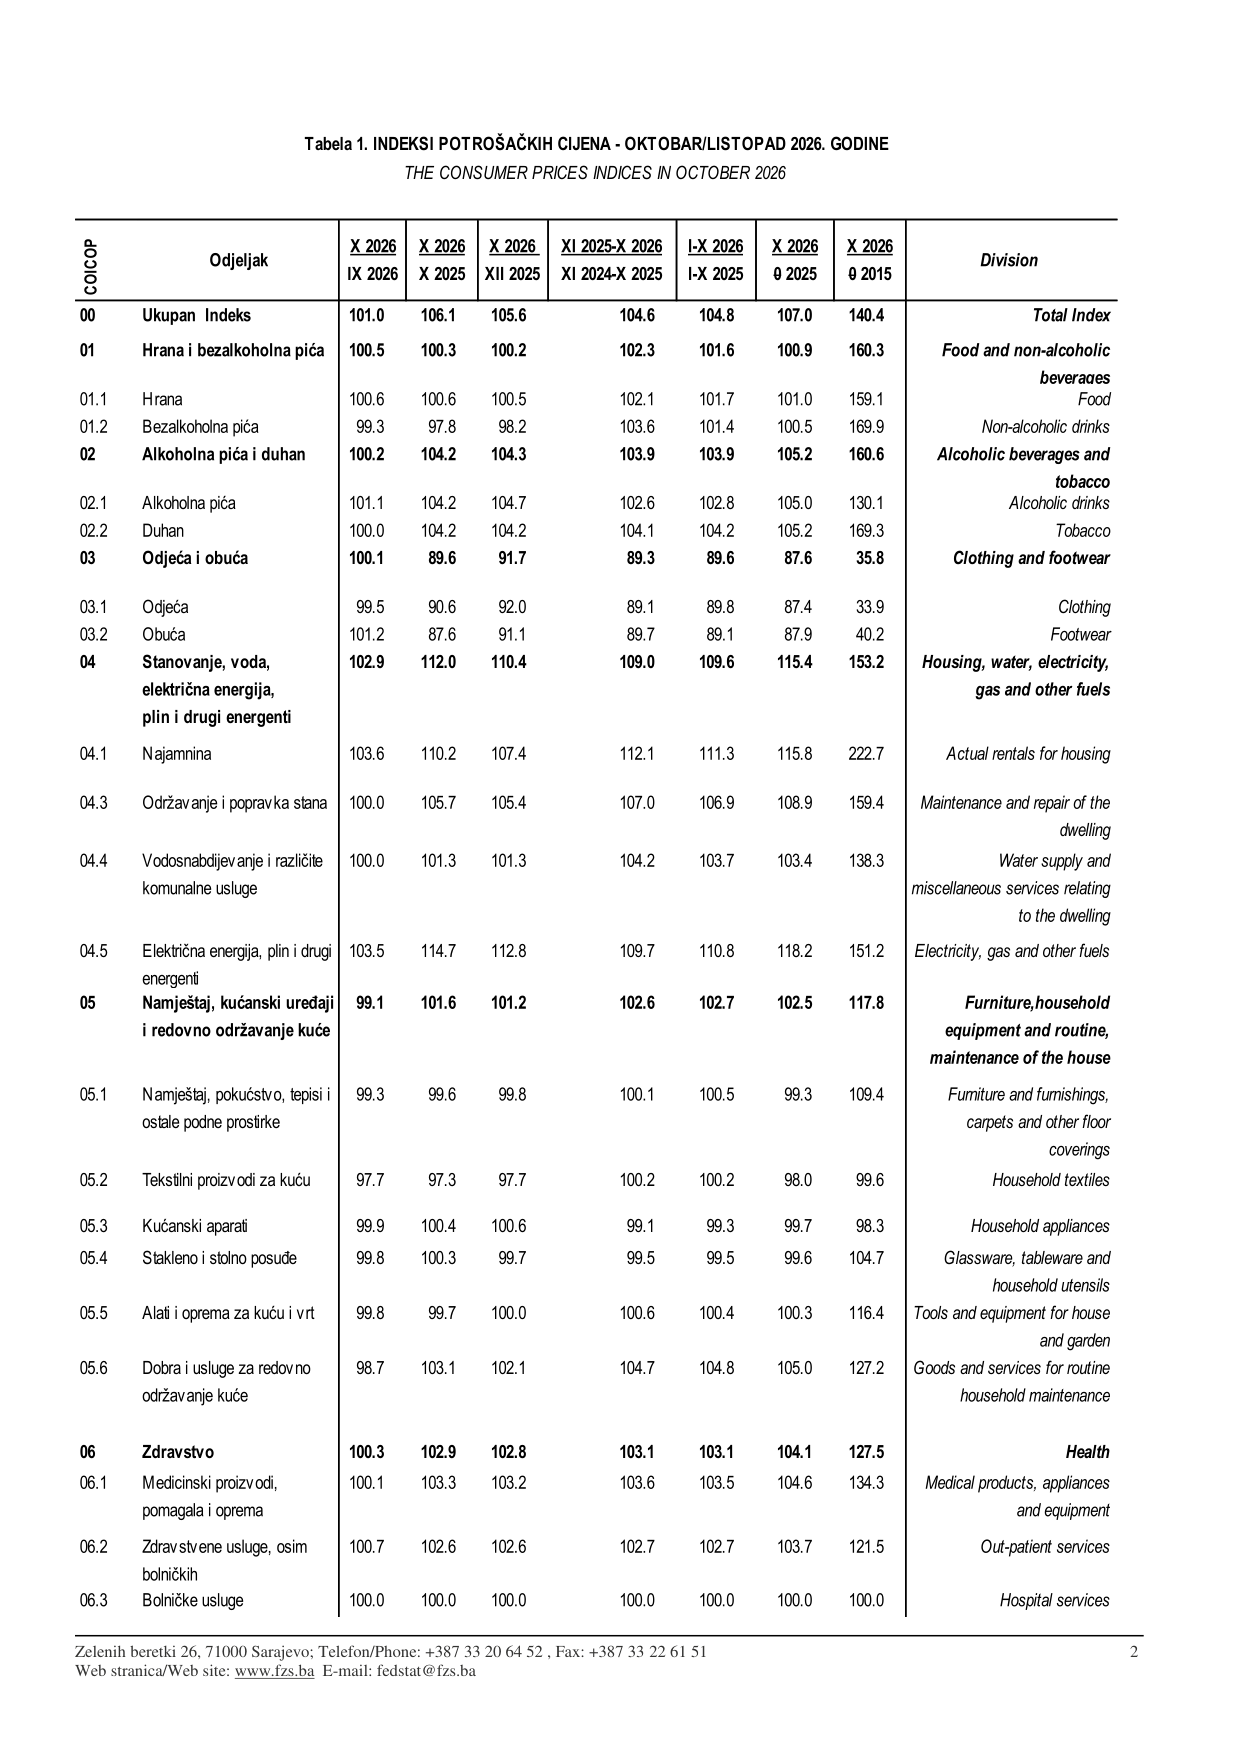 Tabela 1. INDEKSI POTROŠAČKIH CIJENA - OKTOBAR/LISTOPAD 2026. GODINE
THE CONSUMER PRICES INDICES IN OCTOBER 2026
COICOP Odjeljak X 2026 X 2026 X 2026 XI 2025-X 2026 I-X 2026 X 2026 X 2026 Division
IX 2026 X 2025 XII 2025 XI 2024-X 2025 I-X 2025 θ 2025 θ 2015
00 Ukupan Indeks 101.0 106.1 105.6 104.6 104.8 107.0 140.4 Total Index
01 Hrana i bezalkoholna pića 100.5 100.3 100.2 102.3 101.6 100.9 160.3 Food and non-alcoholic
beverages
01.1 Hrana 100.6 100.6 100.5 102.1 101.7 101.0 159.1 Food
01.2 Bezalkoholna pića 99.3 97.8 98.2 103.6 101.4 100.5 169.9 Non-alcoholic drinks
02 Alkoholna pića i duhan 100.2 104.2 104.3 103.9 103.9 105.2 160.6 Alcoholic beverages and
tobacco
02.1 Alkoholna pića 101.1 104.2 104.7 102.6 102.8 105.0 130.1 Alcoholic drinks
02.2 Duhan 100.0 104.2 104.2 104.1 104.2 105.2 169.3 Tobacco
03 Odjeća i obuća 100.1 89.6 91.7 89.3 89.6 87.6 35.8 Clothing and footwear
03.1 Odjeća 99.5 90.6 92.0 89.1 89.8 87.4 33.9 Clothing
03.2 Obuća 101.2 87.6 91.1 89.7 89.1 87.9 40.2 Footwear
04 Stanovanje, voda, 102.9 112.0 110.4 109.0 109.6 115.4 153.2 Housing, water, electricity,
električna energija, gas and other fuels
plin i drugi energenti
04.1 Najamnina 103.6 110.2 107.4 112.1 111.3 115.8 222.7 Actual rentals for housing
04.3 Održavanje i popravka stana 100.0 105.7 105.4 107.0 106.9 108.9 159.4 Maintenance and repair of the
dwelling
04.4 Vodosnabdijevanje i različite 100.0 101.3 101.3 104.2 103.7 103.4 138.3 Water supply and
komunalne usluge miscellaneous services relating
to the dwelling
04.5 Električna energija, plin i drugi 103.5 114.7 112.8 109.7 110.8 118.2 151.2 Electricity, gas and other fuels
energenti
05 Namještaj, kućanski uređaji 99.1 101.6 101.2 102.6 102.7 102.5 117.8 Furniture,household
i redovno održavanje kuće equipment and routine,
maintenance of the house
05.1 Namještaj, pokućstvo, tepisi i 99.3 99.6 99.8 100.1 100.5 99.3 109.4 Furniture and furnishings,
ostale podne prostirke carpets and other floor
coverings
05.2 Tekstilni proizvodi za kuću 97.7 97.3 97.7 100.2 100.2 98.0 99.6 Household textiles
05.3 Kućanski aparati 99.9 100.4 100.6 99.1 99.3 99.7 98.3 Household appliances
05.4 Stakleno i stolno posuđe 99.8 100.3 99.7 99.5 99.5 99.6 104.7 Glassware, tableware and
household utensils
05.5 Alati i oprema za kuću i vrt 99.8 99.7 100.0 100.6 100.4 100.3 116.4 Tools and equipment for house
and garden
05.6 Dobra i usluge za redovno 98.7 103.1 102.1 104.7 104.8 105.0 127.2 Goods and services for routine
održavanje kuće household maintenance
06 Zdravstvo 100.3 102.9 102.8 103.1 103.1 104.1 127.5 Health
06.1 Medicinski proizvodi, 100.1 103.3 103.2 103.6 103.5 104.6 134.3 Medical products, appliances
pomagala i oprema and equipment
06.2 Zdravstvene usluge, osim 100.7 102.6 102.6 102.7 102.7 103.7 121.5 Out-patient services
bolničkih
06.3 Bolničke usluge 100.0 100.0 100.0 100.0 100.0 100.0 100.0 Hospital services
Zelenih beretki 26, 71000 Sarajevo; Telefon/Phone: +387 33 20 64 52 , Fax: +387 33 22 61 51 2
Web stranica/Web site: www.fzs.ba E-mail: fedstat@fzs.ba